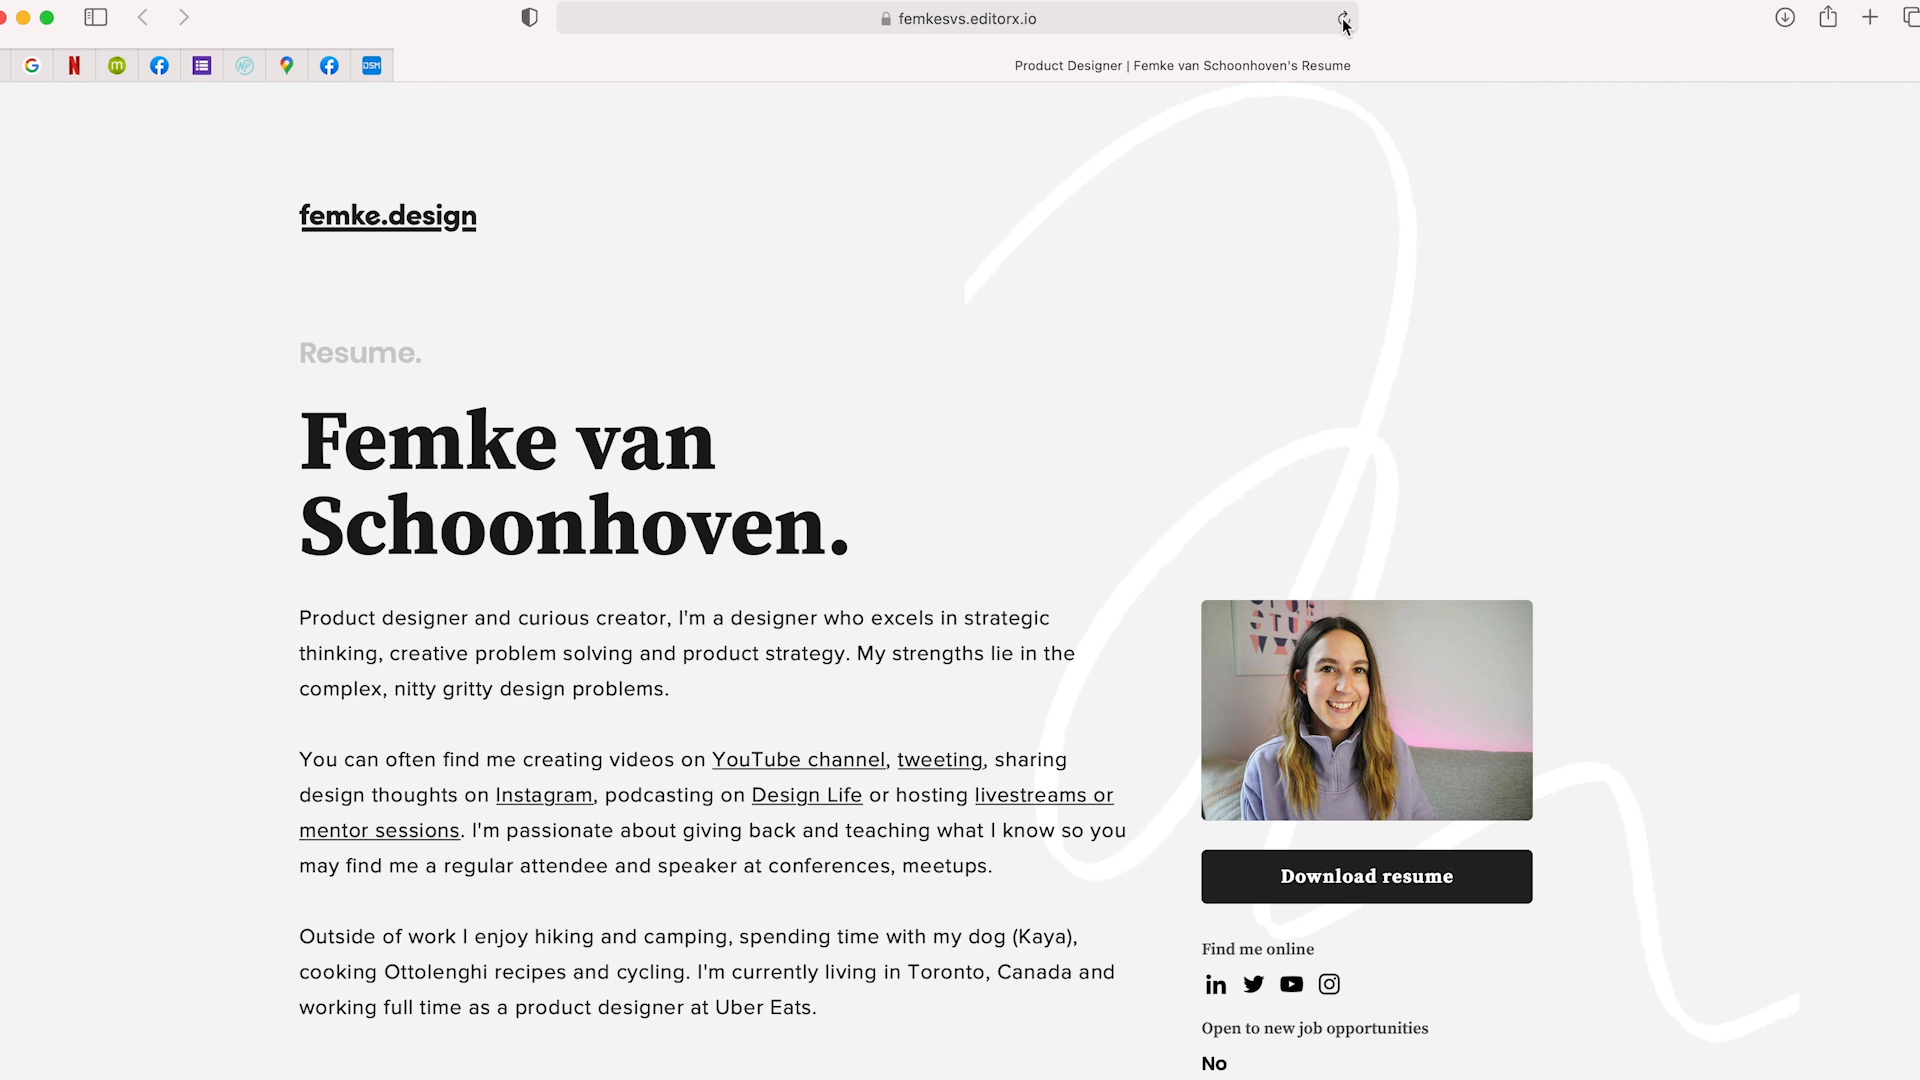 femkesvs.editorx.io
Product Designer | Femke van Schoonhoven's Resume
femke.design
Resume.
Femke van
Schoonhoven.
Product designer and curious creator, I'm a designer who excels in strategic
thinking, creative problem solving and product strategy. My strengths lie in the
complex, nitty gritty design problems.
You can often find me creating videos on YouTube channel, tweeting, sharing
design thoughts on Instagram, podcasting on Design Life or hosting livestreams or
mentor sessions. I'm passionate about giving back and teaching what I know so you
may find me a regular attendee and speaker at conferences, meetups.
Outside of work I enjoy hiking and camping, spending time with my dog (Kaya),
cooking Ottolenghi recipes and cycling. I'm currently living in Toronto, Canada and
working full time as a product designer at Uber Eats.
Download resume
Find me online
Open to new job opportunities
No